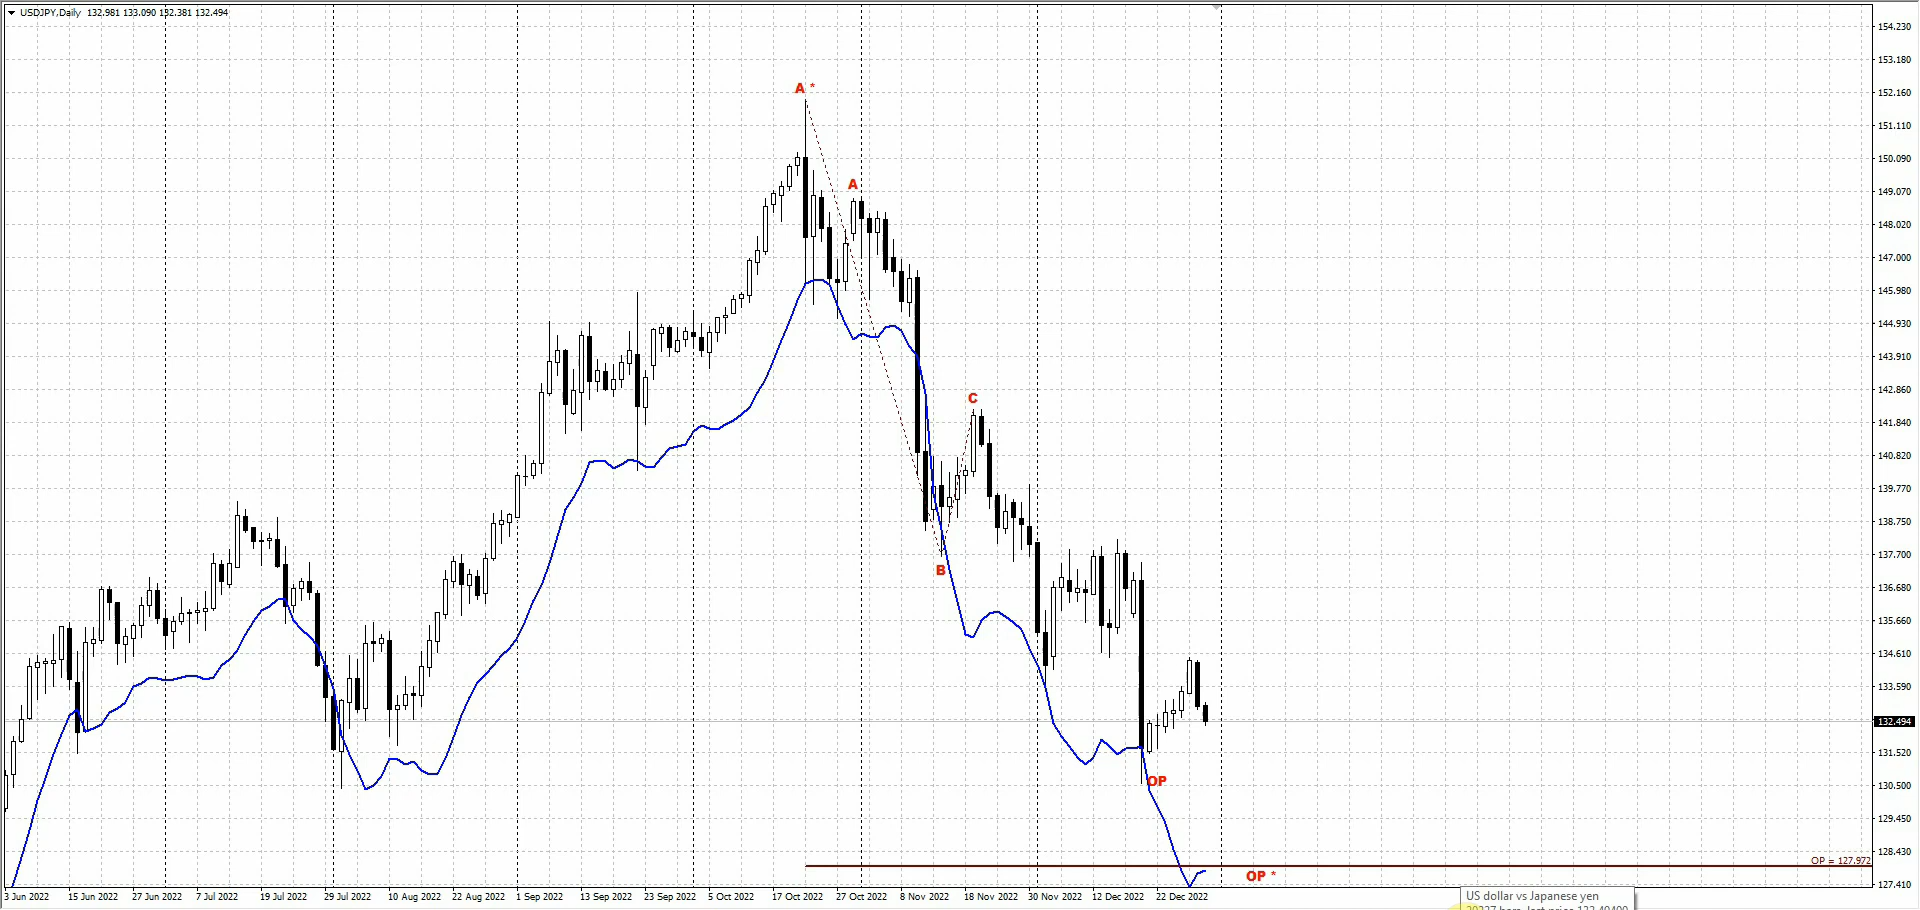 USDJPY,Daily 132.981 133.090 132.381 132.494
154.230
153.180
152.160
A *
151.110
150.090
A
149.070
148.020
147.000
145.980
144.930
143.910
142.860
C
141.840
140.820
139.770
138.750
137.700
B
136.680
135.660
134.610
133.590
132.494
131.520
OP
130.500
129.450
128.430
OP = 127.972
OP *
127.410
3 Jun 2022 15 Jun 2022 27 Jun 2022 7 Jul 2022 19 Jul 2022 29 Jul 2022 10 Aug 2022 22 Aug 2022 1 Sep 2022 13 Sep 2022 23 Sep 2022 5 Oct 2022 17 Oct 2022 27 Oct 2022 8 Nov 2022 18 Nov 2022 30 Nov 2022 12 Dec 2022 22 Dec 2022
US dollar vs Japanese yen